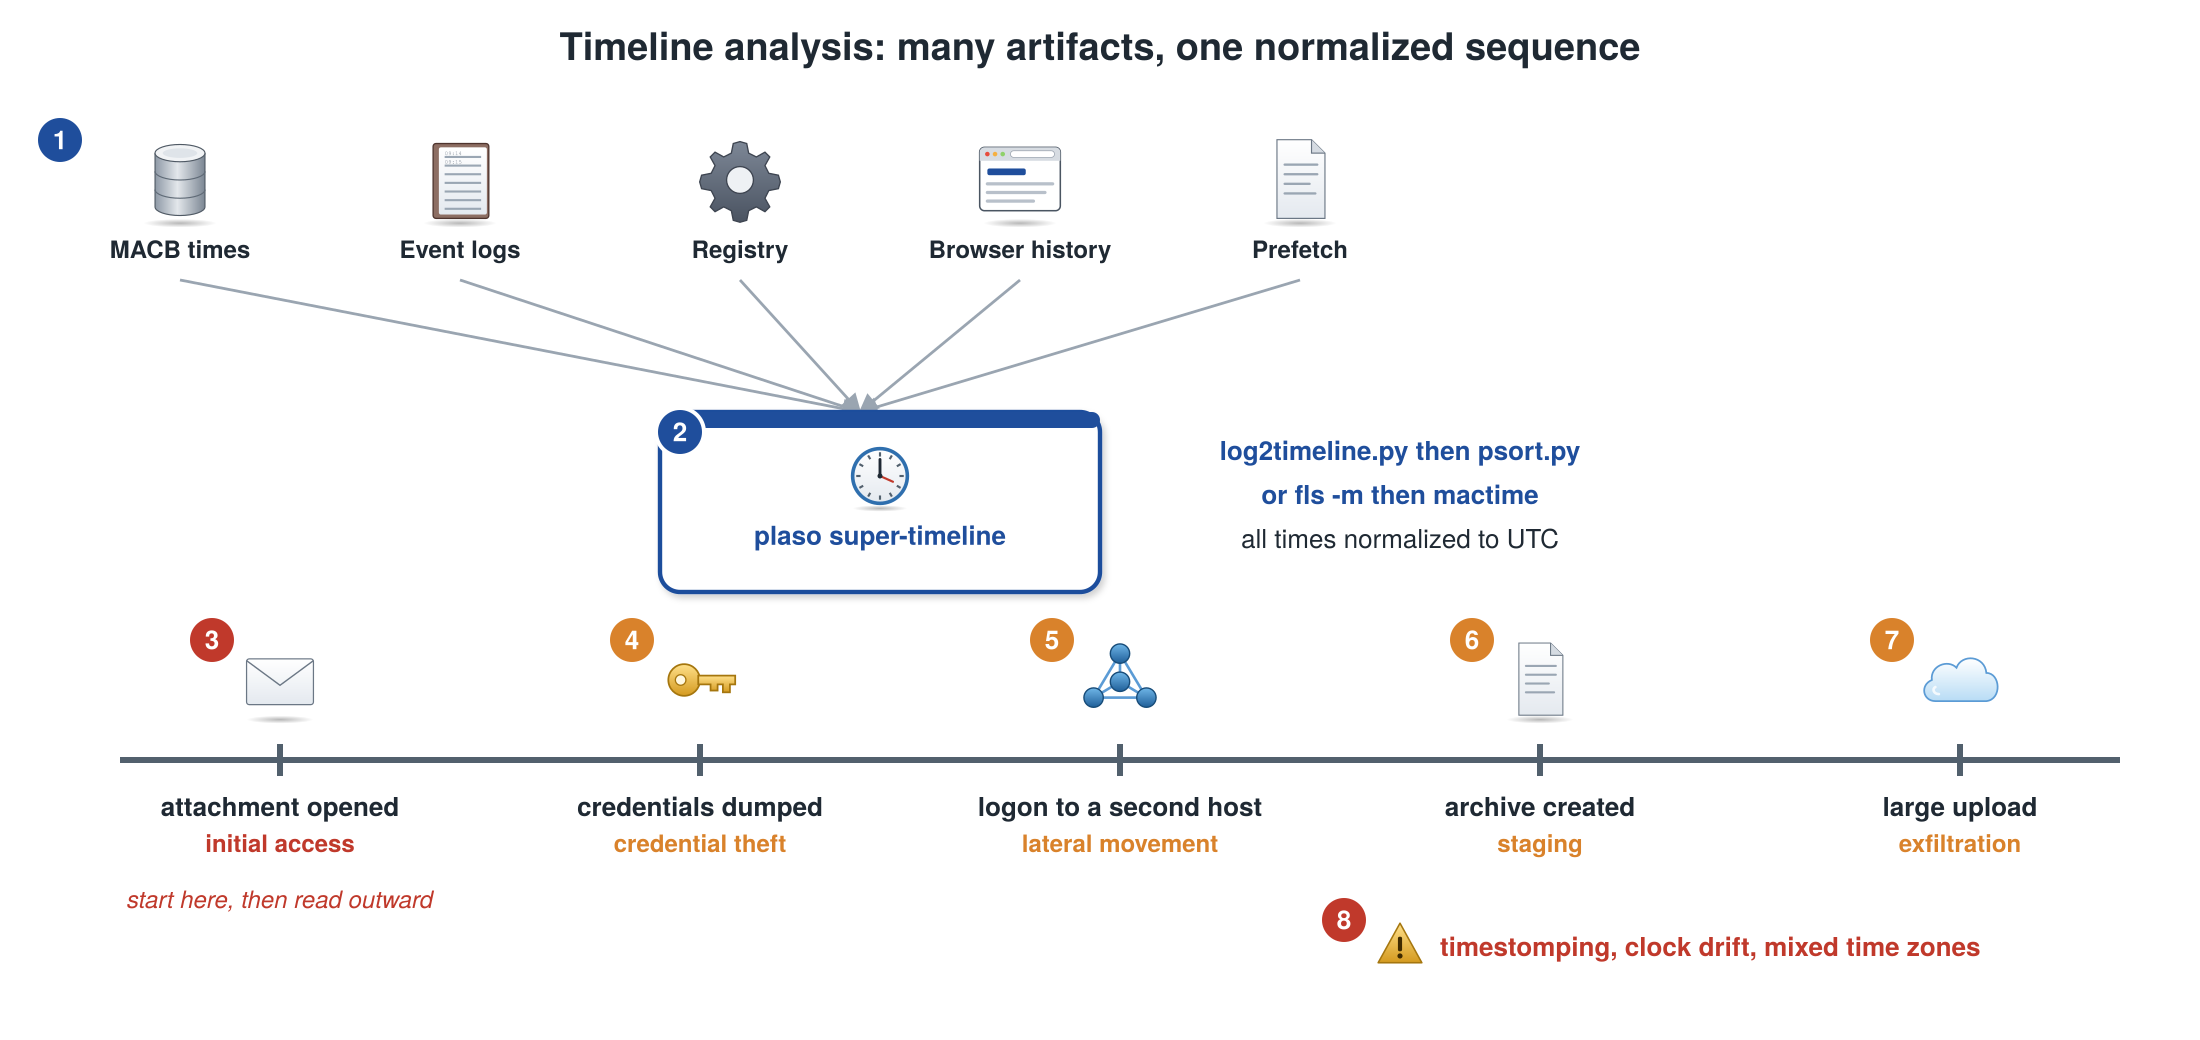 Timeline analysis: many artifacts, one normalized sequence
1
MACB times
Event logs
Registry
Browser history
Prefetch
2
plaso super-timeline
log2timeline.py then psort.py
or fls -m then mactime
all times normalized to UTC
3
4
5
6
7
attachment opened
initial access
credentials dumped
credential theft
logon to a second host
lateral movement
archive created
staging
large upload
exfiltration
start here, then read outward
8
timestomping, clock drift, mixed time zones